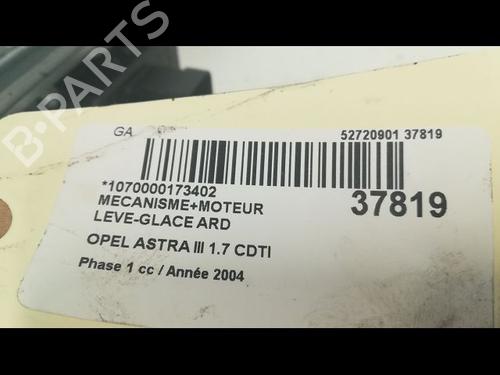 GA
52720901 37819
*1070000173402
MECANISME+MOTEUR
37819
LEVE-GLACE ARD
OPEL ASTRA III 1.7 CDTI
Phase 1 cc / Année 2004
B-PARTS